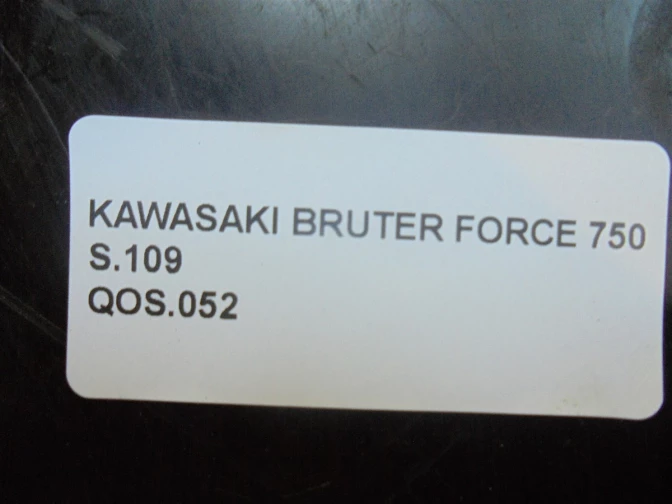 KAWASAKI BRUTER FORCE 750
S.109
QOS.052